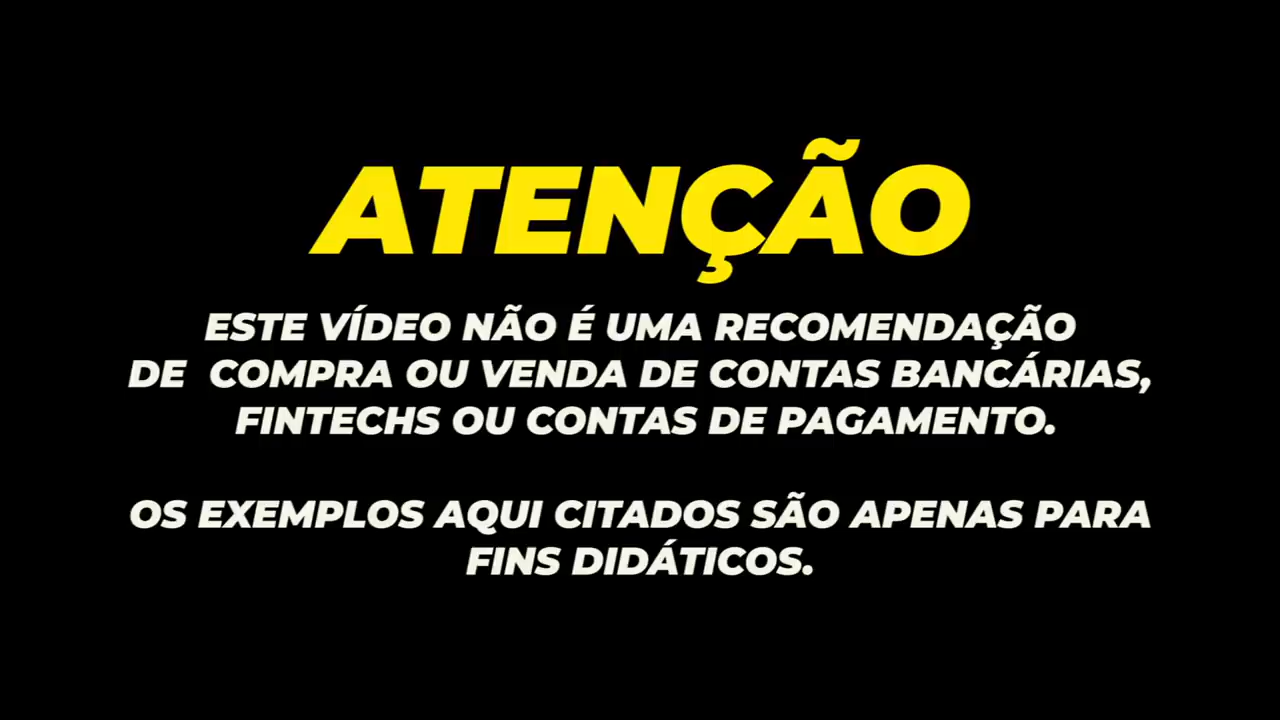 ATENÇÃO
ESTE VÍDEO NÃO É UMA RECOMENDAÇÃO
DE COMPRA OU VENDA DE CONTAS BANCÁRIAS,
FINTECHS OU CONTAS DE PAGAMENTO.
OS EXEMPLOS AQUI CITADOS SÃO APENAS PARA
FINS DIDÁTICOS.